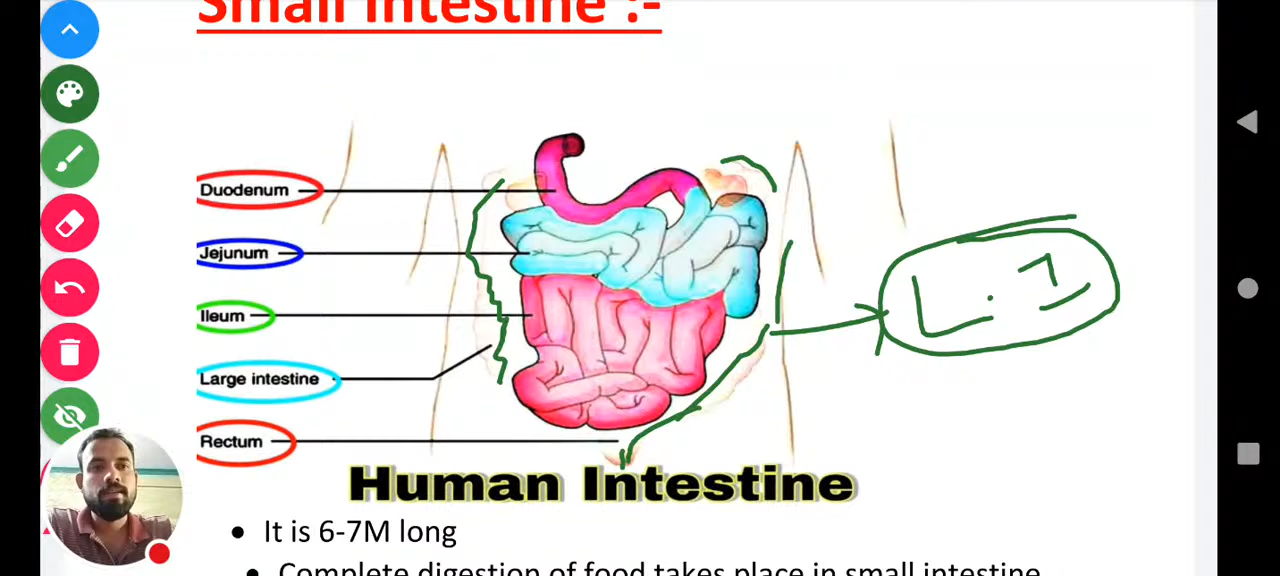 Small Intestine :-
Duodenum
Jejunum
Ileum
Large intestine
Rectum
L. I
Human Intestine
• It is 6-7M long
• Complete digestion of food takes place in small intestine